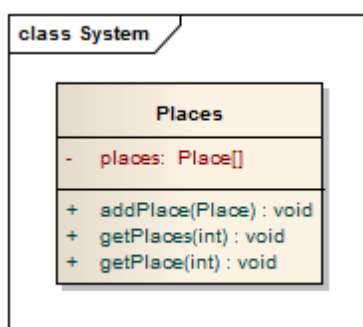 class System
Places
- places: Place[]
+ addPlace(Place) : void
+ getPlaces(int) : void
+ getPlace(int) : void